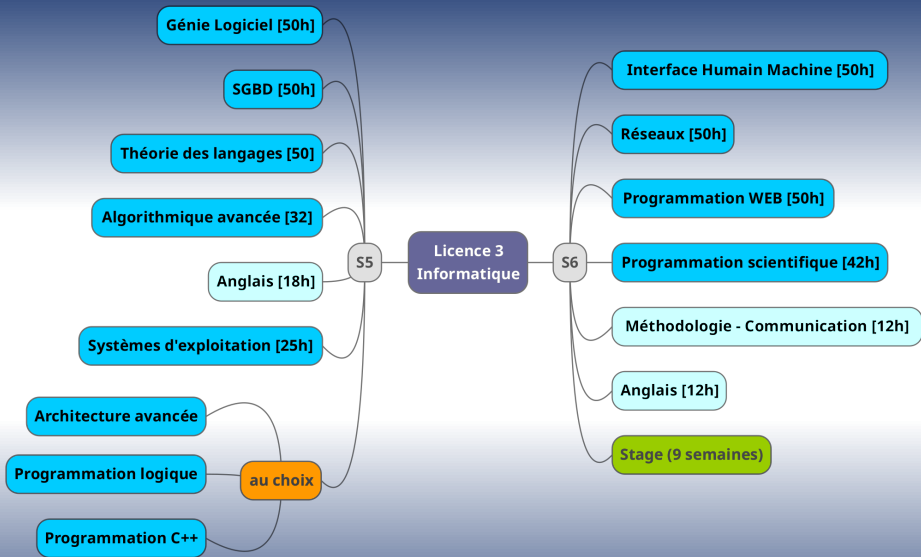 Licence 3
Informatique
S5
Génie Logiciel [50h]
SGBD [50h]
Théorie des langages [50]
Algorithmique avancée [32]
Anglais [18h]
Systèmes d'exploitation [25h]
au choix
Architecture avancée
Programmation logique
Programmation C++
S6
Interface Humain Machine [50h]
Réseaux [50h]
Programmation WEB [50h]
Programmation scientifique [42h]
Méthodologie - Communication [12h]
Anglais [12h]
Stage (9 semaines)